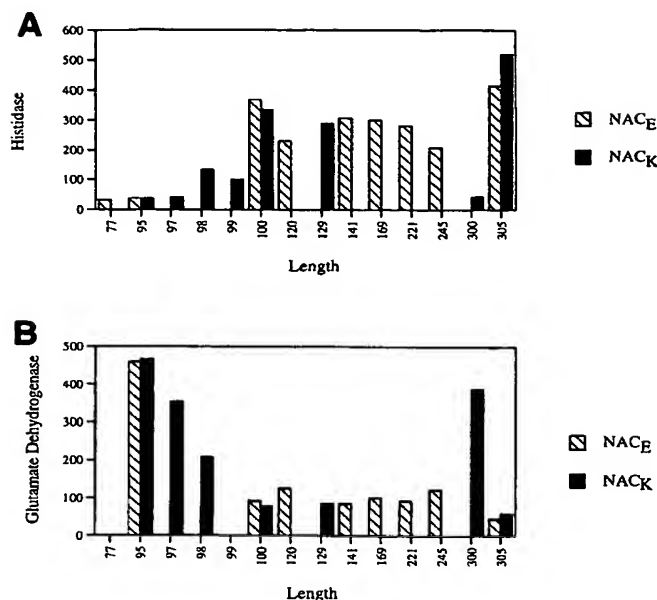 A
600
500
400
300
200
100
0
Histidase
77 95 97 98 99 100 120 129 141 169 221 245 300 305
Length
NACE
NACK
B
500
400
300
200
100
0
Glutamate Dehydrogenase
77 95 97 98 99 100 120 129 141 169 221 245 300 305
Length
NACE
NACK